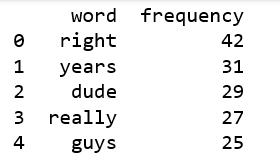 word frequency
0 right 42
1 years 31
2 dude 29
3 really 27
4 guys 25